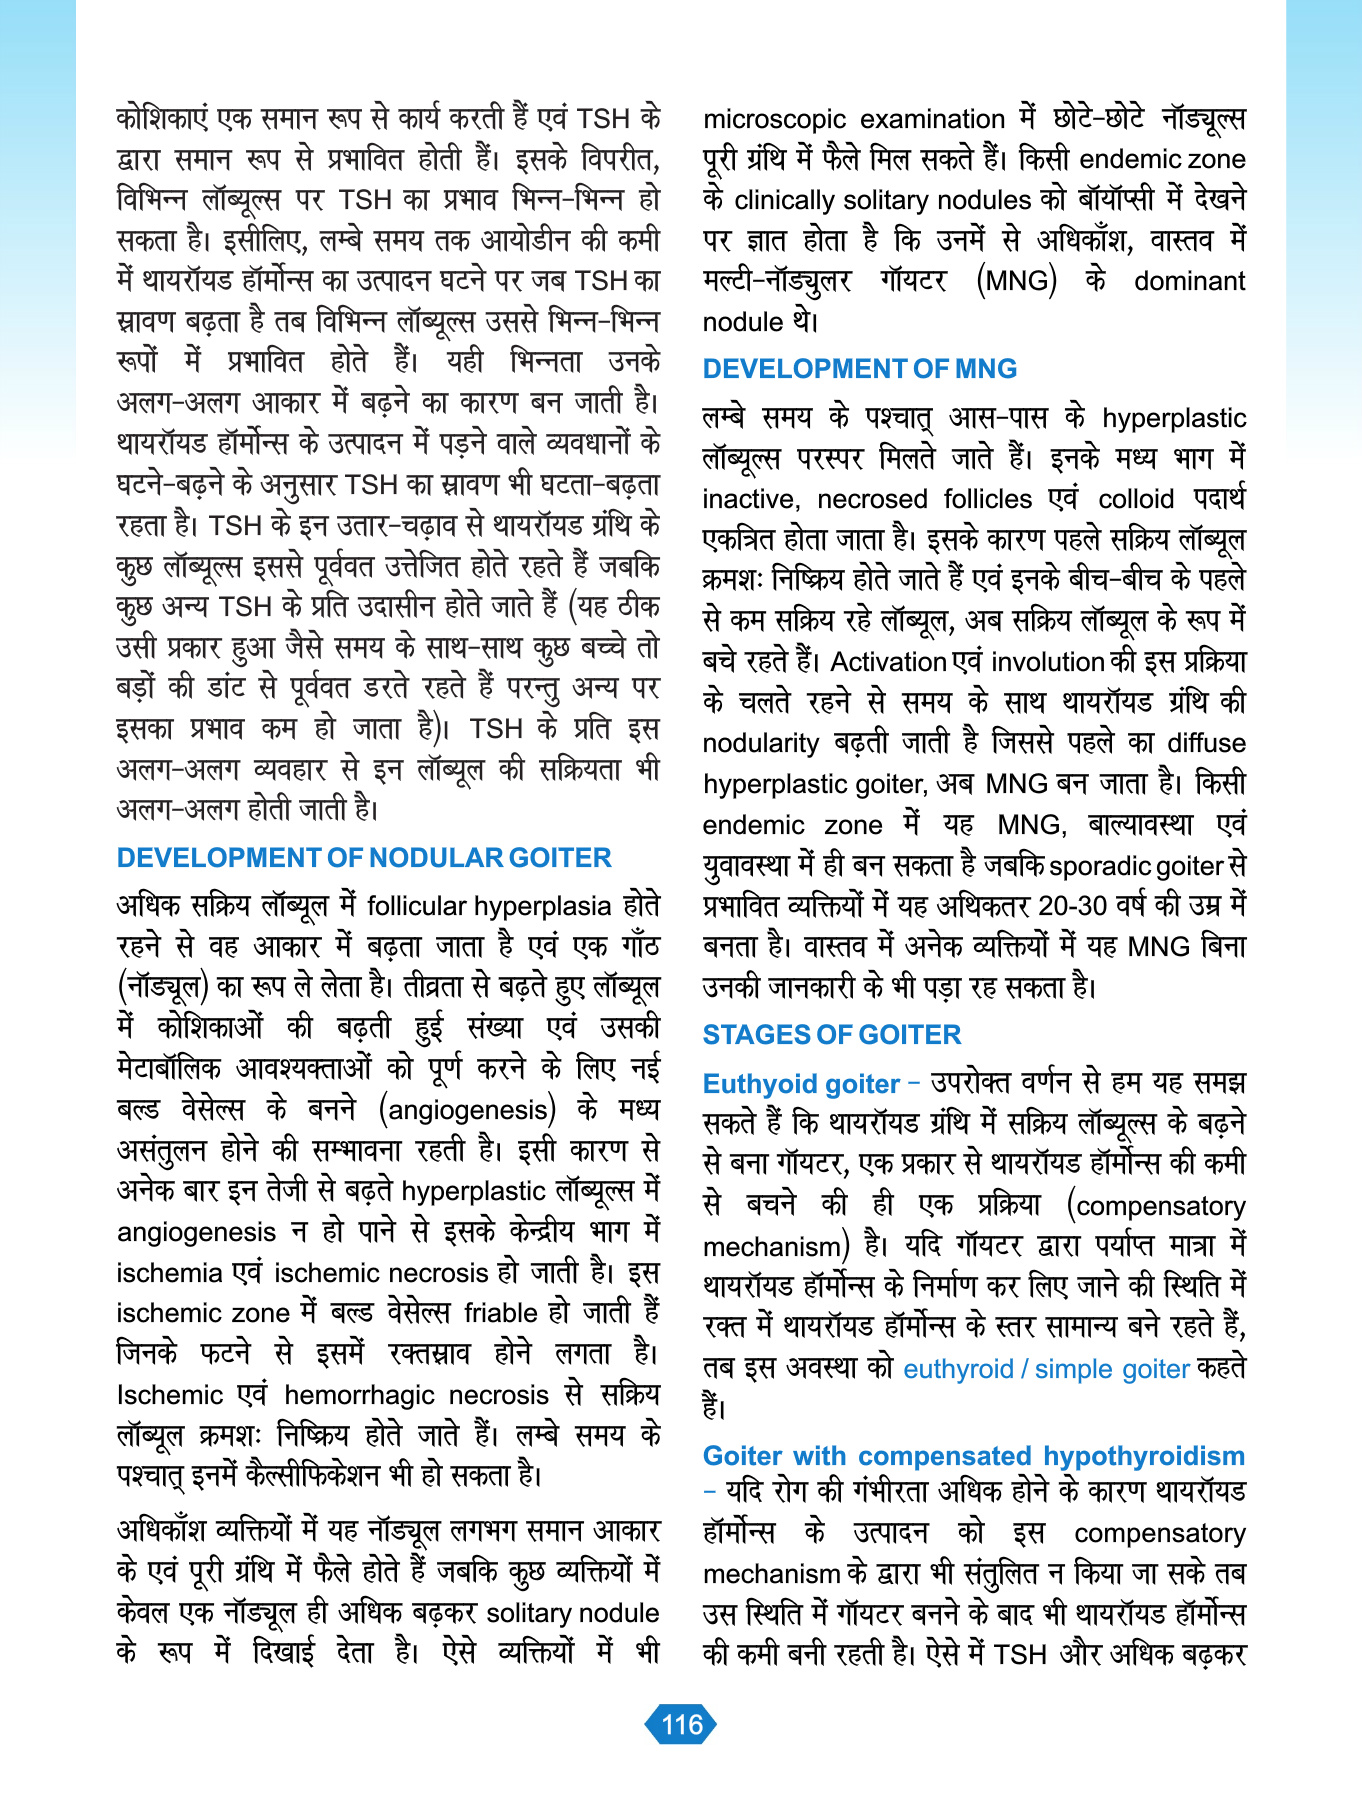 कोशिकाएं एक समान रूप से कार्य करती हैं एवं TSH के
द्वारा समान रूप से प्रभावित होती हैं। इसके विपरीत,
विभिन्न लॉब्यूल्स पर TSH का प्रभाव भिन्न-भिन्न हो
सकता है। इसीलिए, लम्बे समय तक आयोडीन की कमी
में थायरॉयड हॉर्मोन्स का उत्पादन घटने पर जब TSH का
स्रावण बढ़ता है तब विभिन्न लॉब्यूल्स उससे भिन्न-भिन्न
रूपों में प्रभावित होते हैं। यही भिन्नता उनके
अलग-अलग आकार में बढ़ने का कारण बन जाती है।
थायरॉयड हॉर्मोन्स के उत्पादन में पड़ने वाले व्यवधानों के
घटने-बढ़ने के अनुसार TSH का स्रावण भी घटता-बढ़ता
रहता है। TSH के इन उतार-चढ़ाव से थायरॉयड ग्रंथि के
कुछ लॉब्यूल्स इससे पूर्ववत उत्तेजित होते रहते हैं जबकि
कुछ अन्य TSH के प्रति उदासीन होते जाते हैं (यह ठीक
उसी प्रकार हुआ जैसे समय के साथ-साथ कुछ बच्चे तो
बड़ों की डांट से पूर्ववत डरते रहते हैं परन्तु अन्य पर
इसका प्रभाव कम हो जाता है)। TSH के प्रति इस
अलग-अलग व्यवहार से इन लॉब्यूल की सक्रियता भी
अलग-अलग होती जाती है।
DEVELOPMENT OF NODULAR GOITER
अधिक सक्रिय लॉब्यूल में follicular hyperplasia होते
रहने से वह आकार में बढ़ता जाता है एवं एक गाँठ
(नॉड्यूल) का रूप ले लेता है। तीव्रता से बढ़ते हुए लॉब्यूल
में कोशिकाओं की बढ़ती हुई संख्या एवं उसकी
मेटाबॉलिक आवश्यक्ताओं को पूर्ण करने के लिए नई
बल्ड वेसेल्स के बनने (angiogenesis) के मध्य
असंतुलन होने की सम्भावना रहती है। इसी कारण से
अनेक बार इन तेजी से बढ़ते hyperplastic लॉब्यूल्स में
angiogenesis न हो पाने से इसके केन्द्रीय भाग में
ischemia एवं ischemic necrosis हो जाती है। इस
ischemic zone में बल्ड वेसेल्स friable हो जाती हैं
जिनके फटने से इसमें रक्तस्राव होने लगता है।
Ischemic एवं hemorrhagic necrosis से सक्रिय
लॉब्यूल क्रमशः निष्क्रिय होते जाते हैं। लम्बे समय के
पश्चात् इनमें कैल्सीफिकेशन भी हो सकता है।
अधिकाँश व्यक्तियों में यह नॉड्यूल लगभग समान आकार
के एवं पूरी ग्रंथि में फैले होते हैं जबकि कुछ व्यक्तियों में
केवल एक नॉड्यूल ही अधिक बढ़कर solitary nodule
के रूप में दिखाई देता है। ऐसे व्यक्तियों में भी
microscopic examination में छोटे-छोटे नॉड्यूल्स
पूरी ग्रंथि में फैले मिल सकते हैं। किसी endemic zone
के clinically solitary nodules को बॉयॉप्सी में देखने
पर ज्ञात होता है कि उनमें से अधिकाँश, वास्तव में
मल्टी-नॉड्युलर गॉयटर (MNG) के dominant
nodule थे।
DEVELOPMENT OF MNG
लम्बे समय के पश्चात् आस-पास के hyperplastic
लॉब्यूल्स परस्पर मिलते जाते हैं। इनके मध्य भाग में
inactive, necrosed follicles एवं colloid पदार्थ
एकत्रित होता जाता है। इसके कारण पहले सक्रिय लॉब्यूल
क्रमशः निष्क्रिय होते जाते हैं एवं इनके बीच-बीच के पहले
से कम सक्रिय रहे लॉब्यूल, अब सक्रिय लॉब्यूल के रूप में
बचे रहते हैं। Activation एवं involution की इस प्रक्रिया
के चलते रहने से समय के साथ थायरॉयड ग्रंथि की
nodularity बढ़ती जाती है जिससे पहले का diffuse
hyperplastic goiter, अब MNG बन जाता है। किसी
endemic zone में यह MNG, बाल्यावस्था एवं
युवावस्था में ही बन सकता है जबकि sporadic goiter से
प्रभावित व्यक्तियों में यह अथिकतर 20-30 वर्ष की उम्र में
बनता है। वास्तव में अनेक व्यक्तियों में यह MNG बिना
उनकी जानकारी के भी पड़ा रह सकता है।
STAGES OF GOITER
Euthyoid goiter – उपरोक्त वर्णन से हम यह समझ
सकते हैं कि थायरॉयड ग्रंथि में सक्रिय लॉब्यूल्स के बढ़ने
से बना गॉयटर, एक प्रकार से थायरॉयड हॉर्मोन्स की कमी
से बचने की ही एक प्रक्रिया (compensatory
mechanism) है। यदि गॉयटर द्वारा पर्याप्त मात्रा में
थायरॉयड हॉर्मोन्स के निर्माण कर लिए जाने की स्थिति में
रक्त में थायरॉयड हॉर्मोन्स के स्तर सामान्य बने रहते हैं,
तब इस अवस्था को euthyroid / simple goiter कहते
हैं।
Goiter with compensated hypothyroidism
– यदि रोग की गंभीरता अधिक होने के कारण थायरॉयड
हॉर्मोन्स के उत्पादन को इस compensatory
mechanism के द्वारा भी संतुलित न किया जा सके तब
उस स्थिति में गॉयटर बनने के बाद भी थायरॉयड हॉर्मोन्स
की कमी बनी रहती है। ऐसे में TSH और अधिक बढ़कर
116